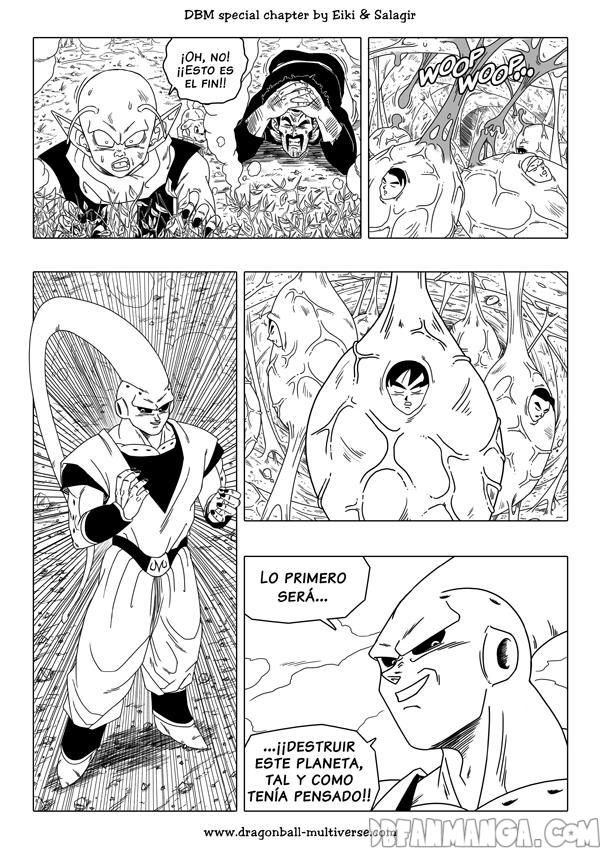 DBM special chapter by Eiki & Salagir
¡OH, NO!
¡¡ESTO ES
EL FIN!!
WOOP
WOOP...
LO PRIMERO
SERÁ...
...¡¡DESTRUIR
ESTE PLANETA,
TAL Y COMO
TENÍA PENSADO!!
www.dragonball-multiverse.com
DBFANMANGA.COM